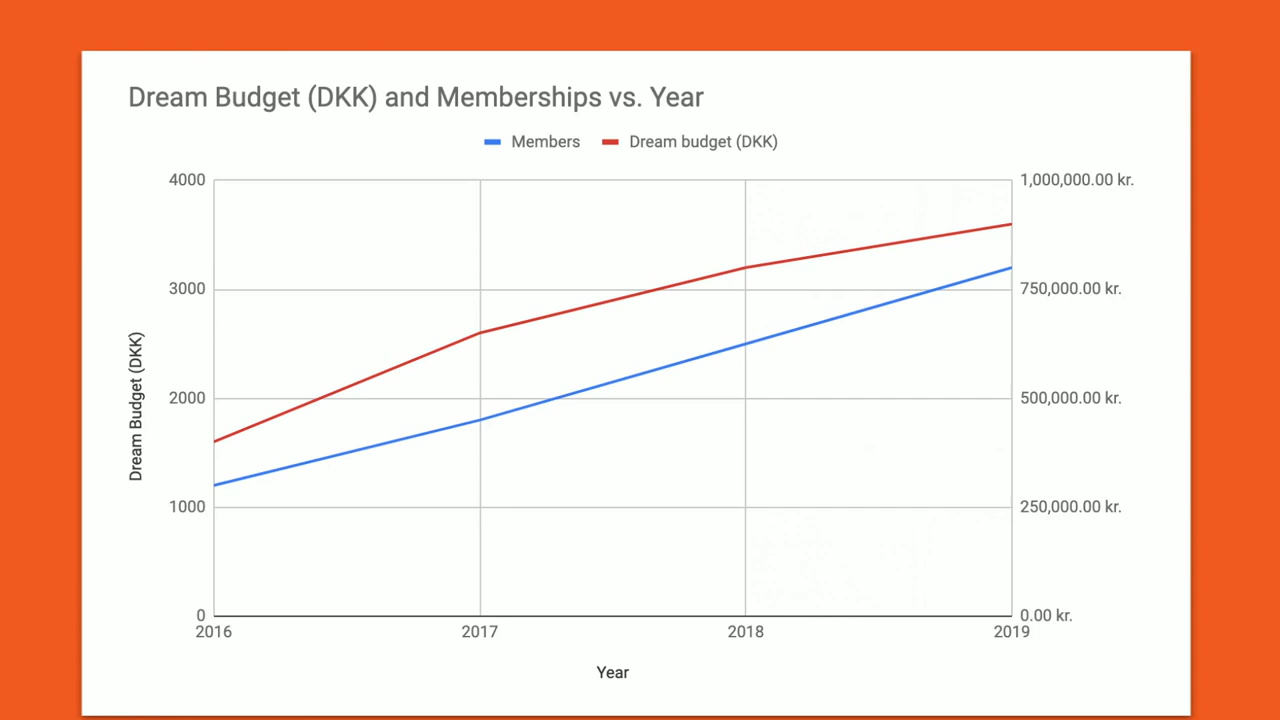 Dream Budget (DKK) and Memberships vs. Year
Members Dream budget (DKK)
4000 1,000,000.00 kr.
3000 750,000.00 kr.
2000 500,000.00 kr.
1000 250,000.00 kr.
0 0.00 kr.
Dream Budget (DKK)
2016 2017 2018 2019
Year